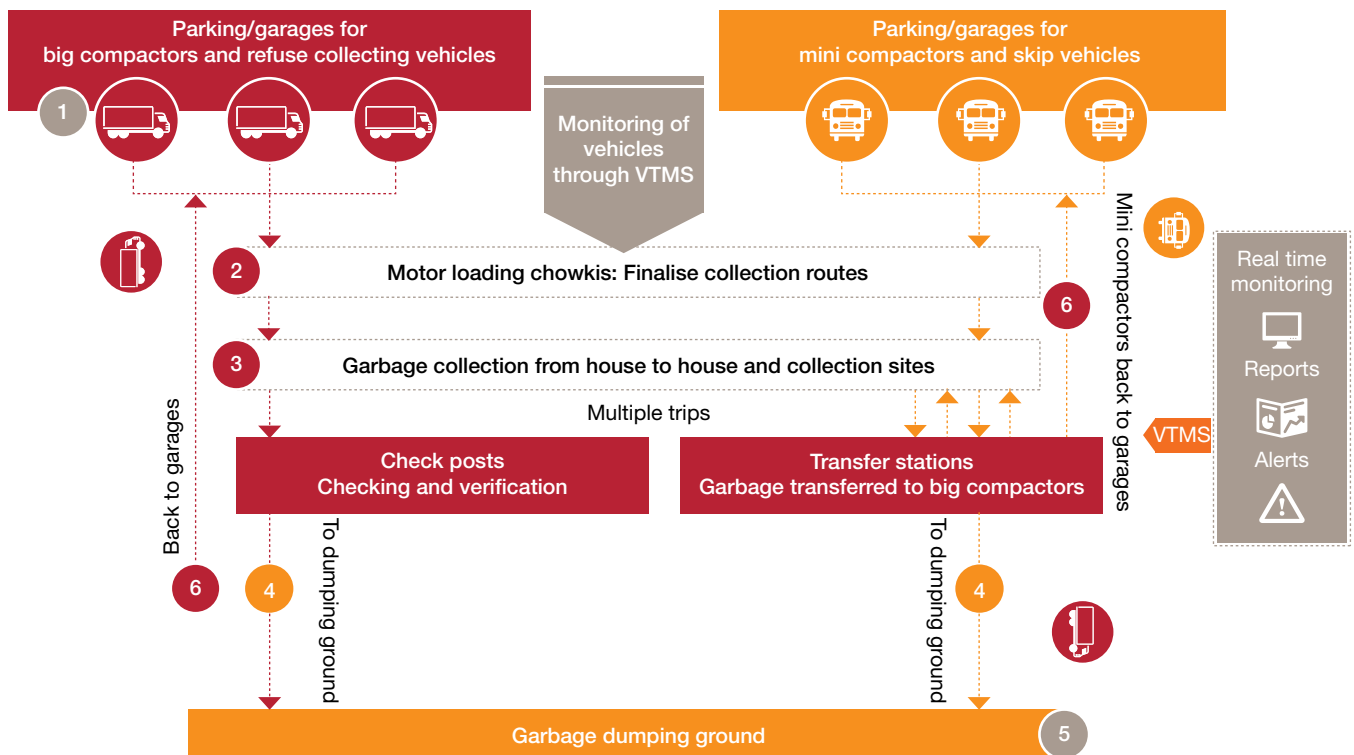 Parking/garages for
big compactors and refuse collecting vehicles
1
Parking/garages for
mini compactors and skip vehicles
Monitoring of
vehicles
through VTMS
2
Motor loading chowkis: Finalise collection routes
3
Garbage collection from house to house and collection sites
Multiple trips
Check posts
Checking and verification
Transfer stations
Garbage transferred to big compactors
6
Mini compactors back to garages
Real time
monitoring
Reports
Alerts
VTMS
Back to garages
6
4
To dumping ground
4
To dumping ground
Garbage dumping ground
5